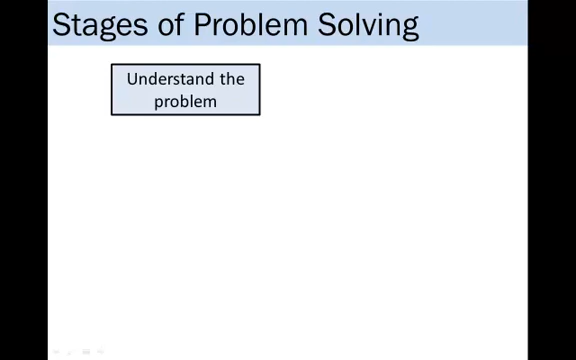 Stages of Problem Solving
Understand the
problem